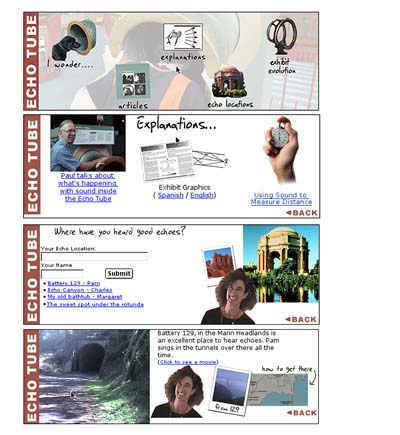 ECHO TUBE
I wonder....
explanations
exhibit
evolution
articles
echo locations
ECHO TUBE
Explanations...
Paul talks about
what's happening
with sound inside
the Echo Tube
Exhibit Graphics
( Spanish / English)
Using Sound to
Measure Distance
◄BACK
ECHO TUBE
Where have you heard good echoes?
Your Echo Location:
Your Name
Submit
• Battery 129 - Pam
• Echo Canyon - Charles
• My old bathtub - Margaret
• The sweet spot under the rotunda
◄BACK
ECHO TUBE
Battery 129, in the Marin Headlands is
an excellent place to hear echoes. Pam
sings in the tunnels over there all the
time.
(Click to see a movie)
how to get there
from 129
◄BACK